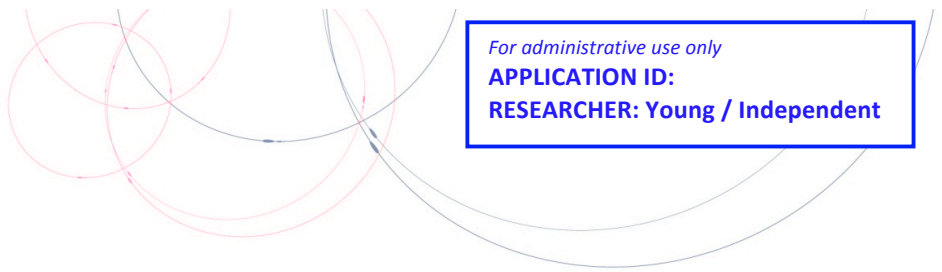 For administrative use only
APPLICATION ID:
RESEARCHER: Young / Independent